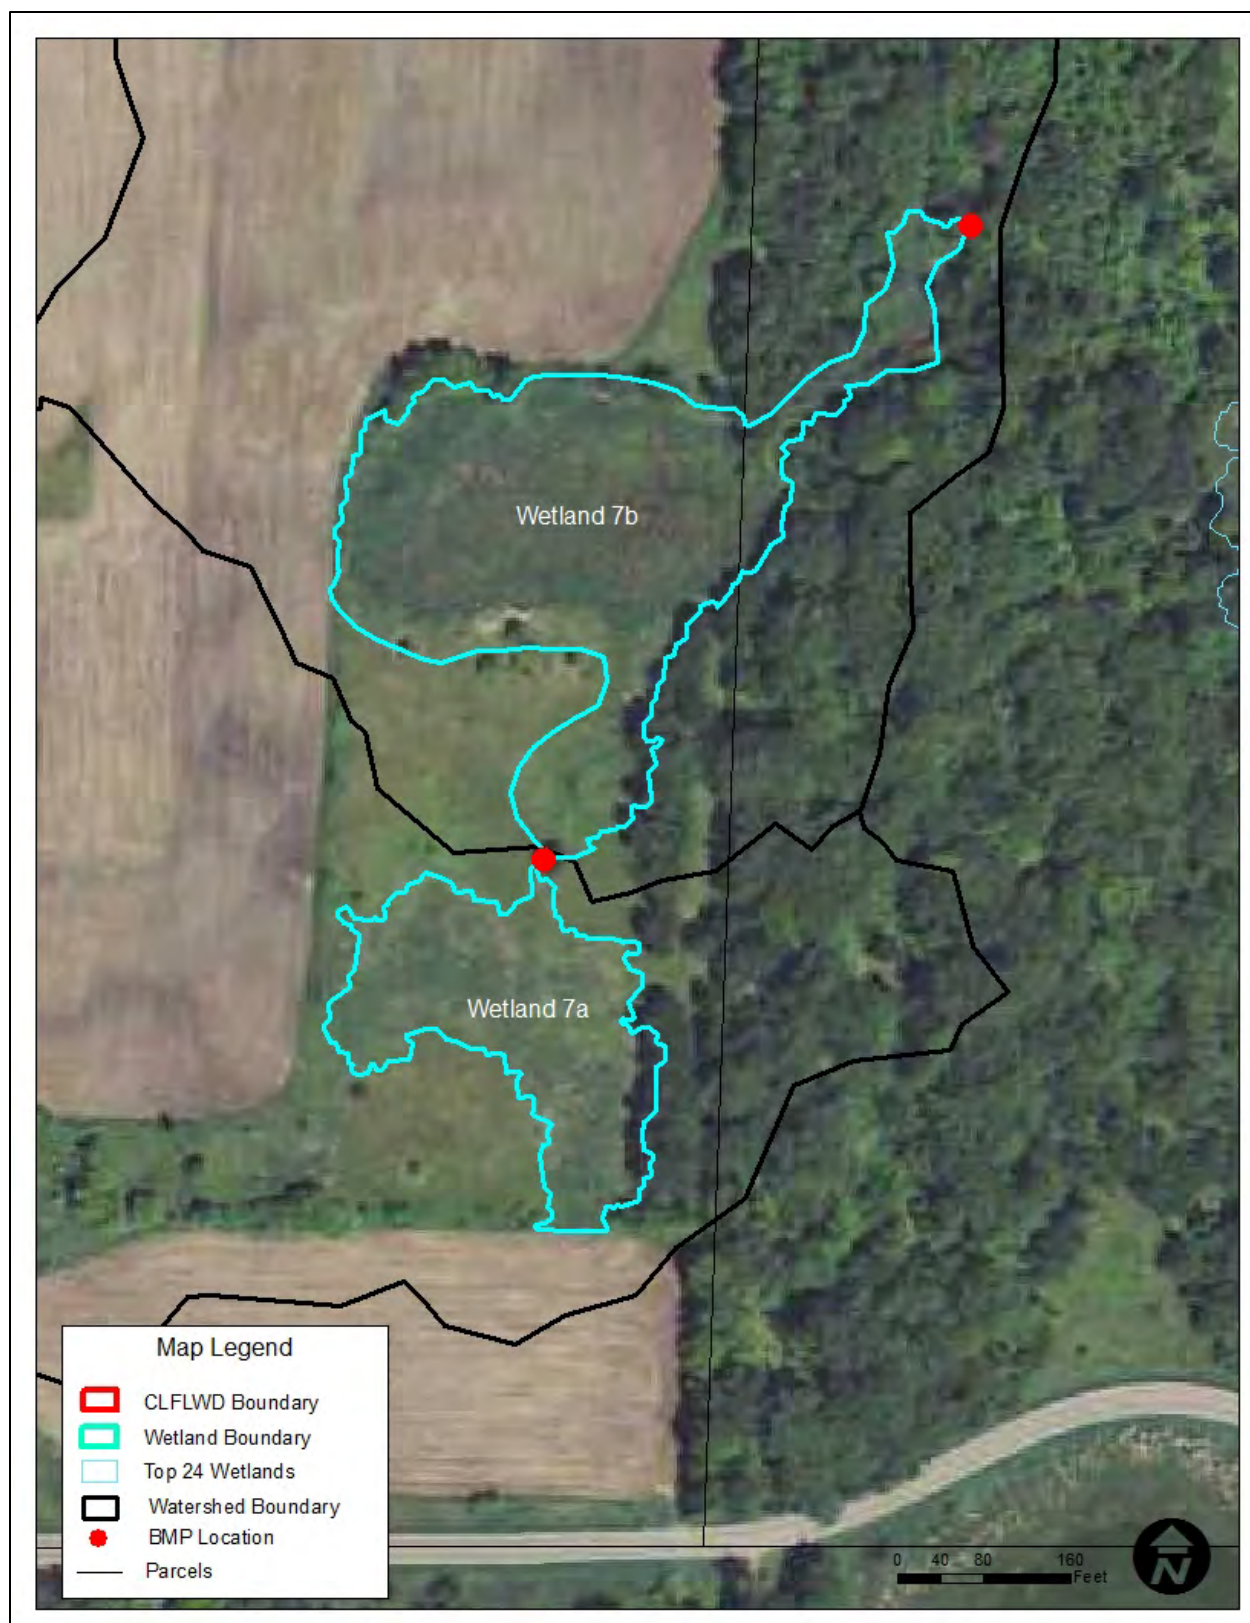 Wetland 7b
Wetland 7a
Map Legend
CLFLWD Boundary
Wetland Boundary
Top 24 Wetlands
Watershed Boundary
BMP Location
Parcels
0 40 80 160
Feet
N